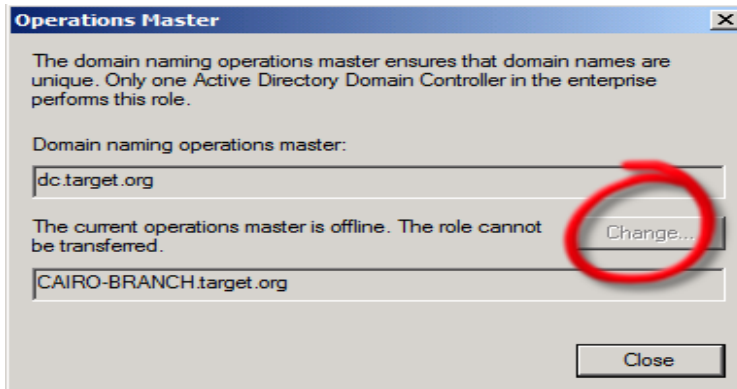 Operations Master
The domain naming operations master ensures that domain names are
unique. Only one Active Directory Domain Controller in the enterprise
performs this role.
Domain naming operations master:
dc.target.org
The current operations master is offline. The role cannot
be transferred.
Change...
CAIRO-BRANCH.target.org
Close